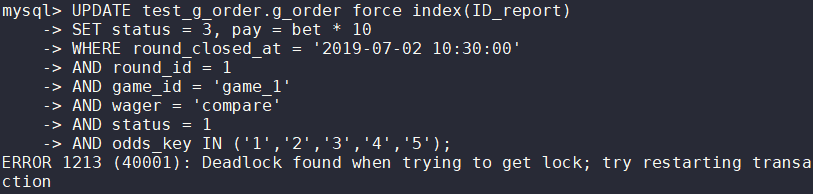 mysql> UPDATE test_g_order.g_order force index(ID_report)
-> SET status = 3, pay = bet * 10
-> WHERE round_closed_at = '2019-07-02 10:30:00'
-> AND round_id = 1
-> AND game_id = 'game_1'
-> AND wager = 'compare'
-> AND status = 1
-> AND odds_key IN ('1','2','3','4','5');
ERROR 1213 (40001): Deadlock found when trying to get lock; try restarting transa
ction